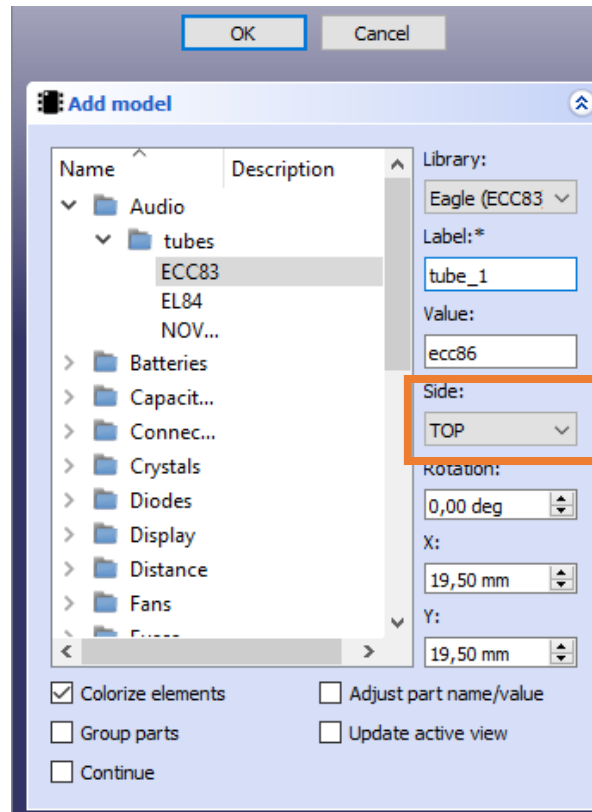 OK Cancel
Add model
Name Description
Audio
tubes
ECC83
EL84
NOV...
Batteries
Capacit...
Connec...
Crystals
Diodes
Display
Distance
Fans
Library:
Eagle (ECC83
Label:*
tube_1
Value:
ecc86
Side:
TOP
Rotation:
0,00 deg
X:
19,50 mm
Y:
19,50 mm
Colorize elements Adjust part name/value
Group parts Update active view
Continue